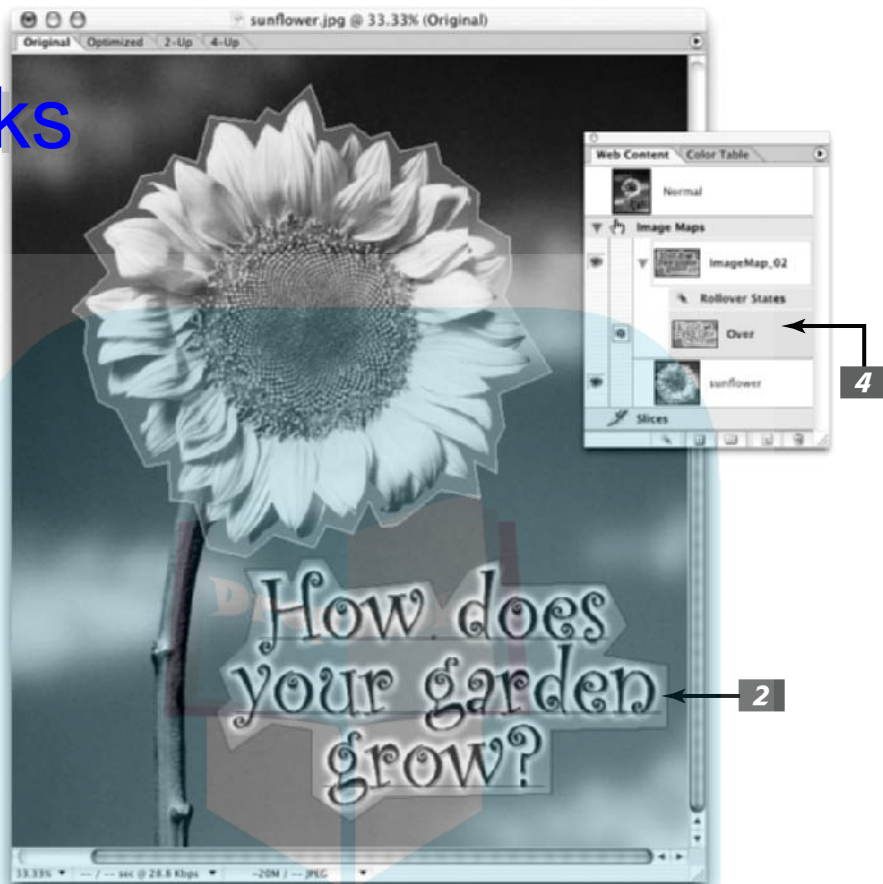 sunflower.jpg @ 33.33% (Original)
Original Optimized 2-Up 4-Up
ks
Web Content Color Table
Normal
Image Maps
ImageMap_02
Rollover States
Over
4
sunflower
Slices
How does
your garden
grow?
2
33.33% -- / -- sec @ 28.8 Kbps ~20M / -- JPEG